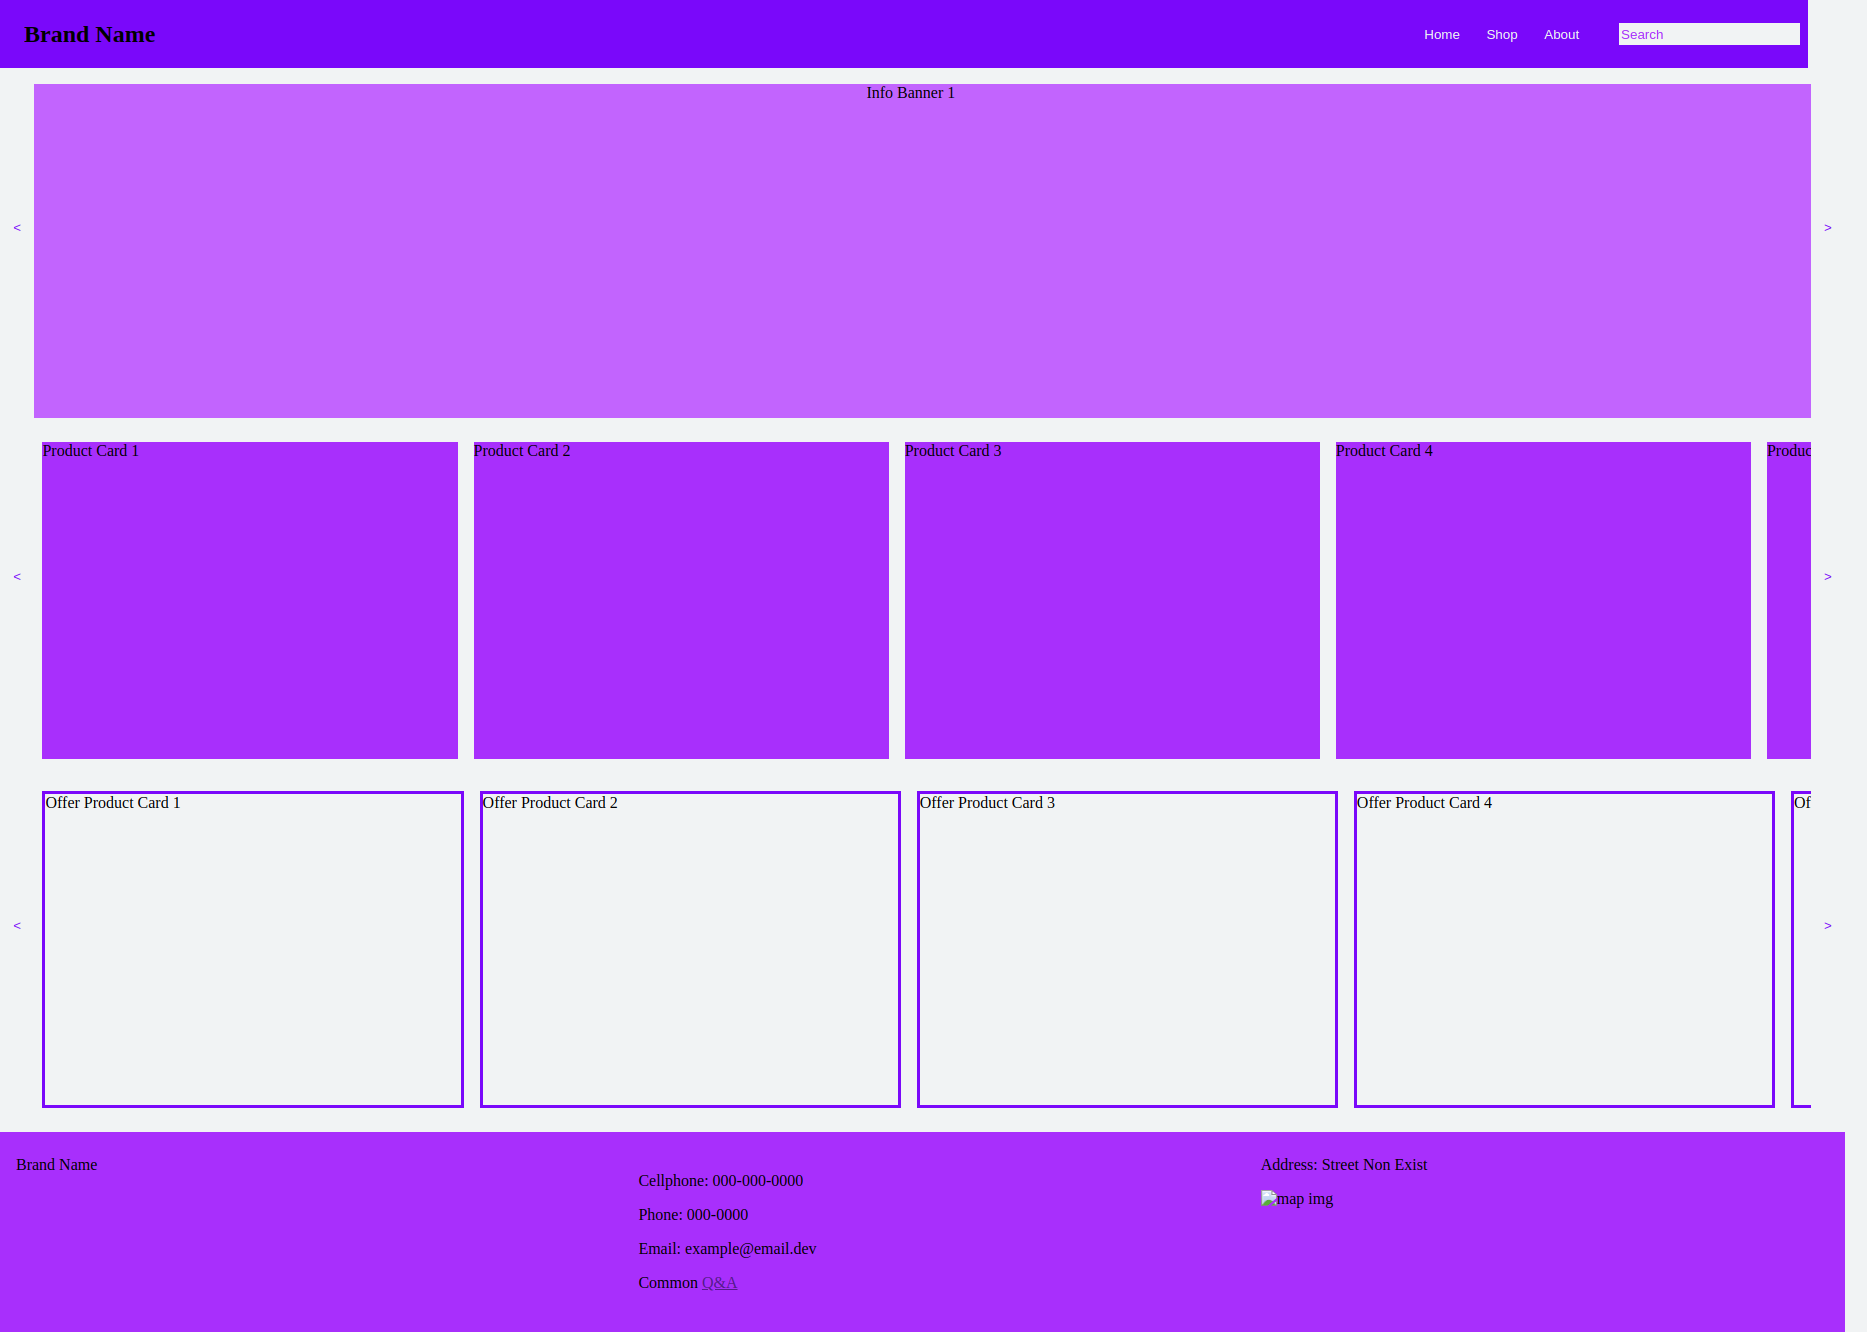 Brand Name
Home Shop About Search
Info Banner 1
< >
Product Card 1 Product Card 2 Product Card 3 Product Card 4 Produc
< >
Offer Product Card 1 Offer Product Card 2 Offer Product Card 3 Offer Product Card 4 Of
< >
Brand Name
Cellphone: 000-000-0000
Phone: 000-0000
Email: example@email.dev
Common Q&A
Address: Street Non Exist
map img